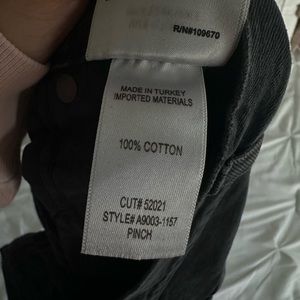 R/N#109670
MADE IN TURKEY
IMPORTED MATERIALS
100% COTTON
CUT# 52021
STYLE# A9003-1157
PINCH